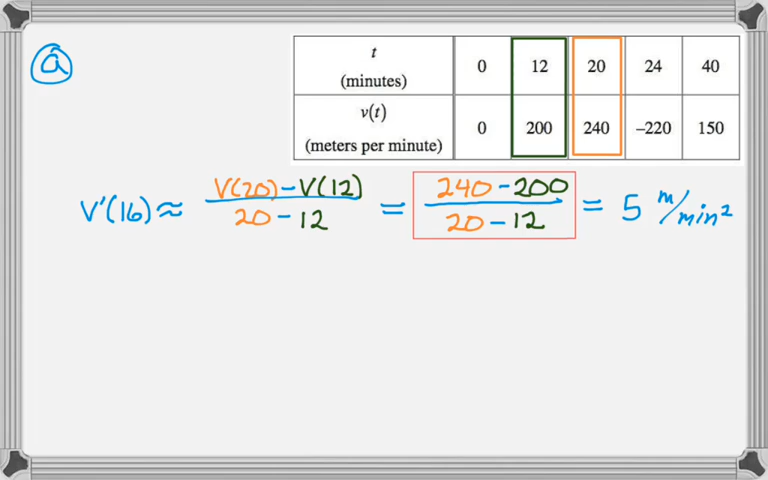 a
t (minutes) 0 12 20 24 40
v(t) (meters per minute) 0 200 240 –220 150
V'(16) ≈ V(20) – V(12) / 20 – 12 = 240 – 200 / 20 – 12 = 5 m/min²